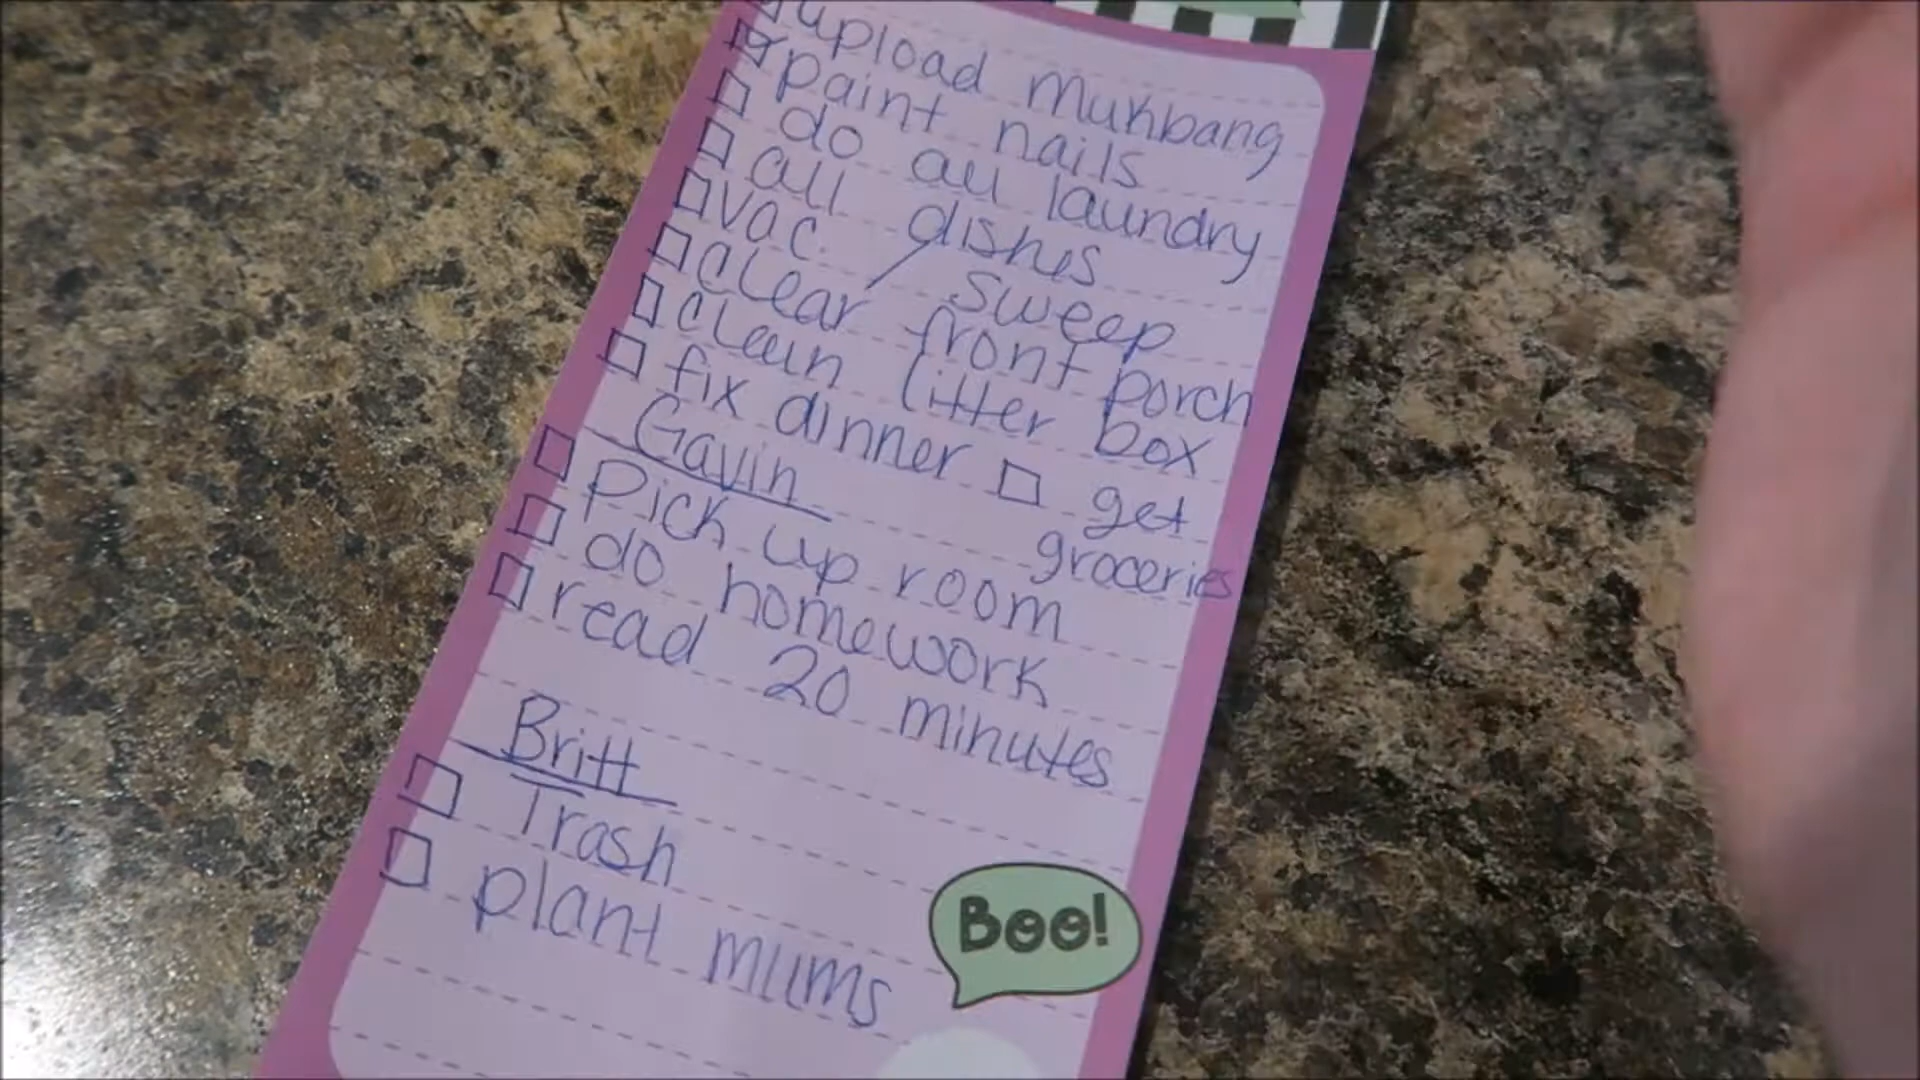 upload mukbang
paint nails
do all laundry
all dishes
vac. / sweep
clear front porch
clean litter box
fix dinner
get
groceries
Gavin
Pick up room
do homework
read 20 minutes
Britt
Trash
plant mums
Boo!